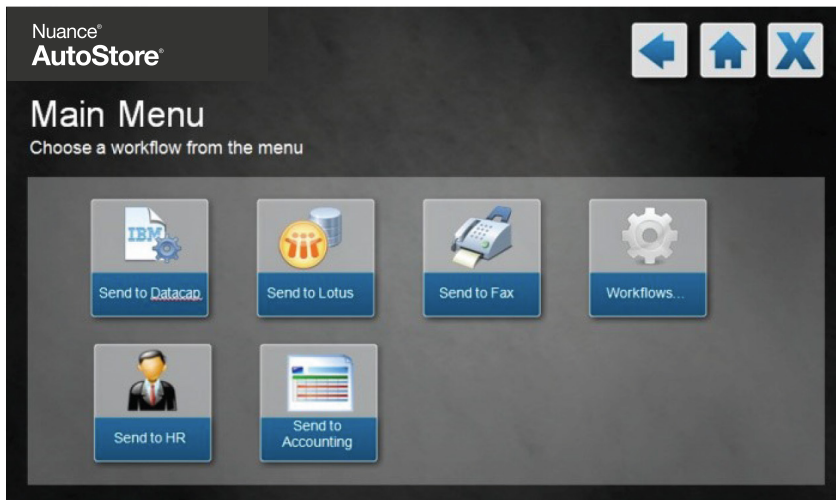 Nuance®
AutoStore®
Main Menu
Choose a workflow from the menu
IBM
Send to Datacap
Send to Lotus
Send to Fax
Workflows...
Send to HR
Send to
Accounting